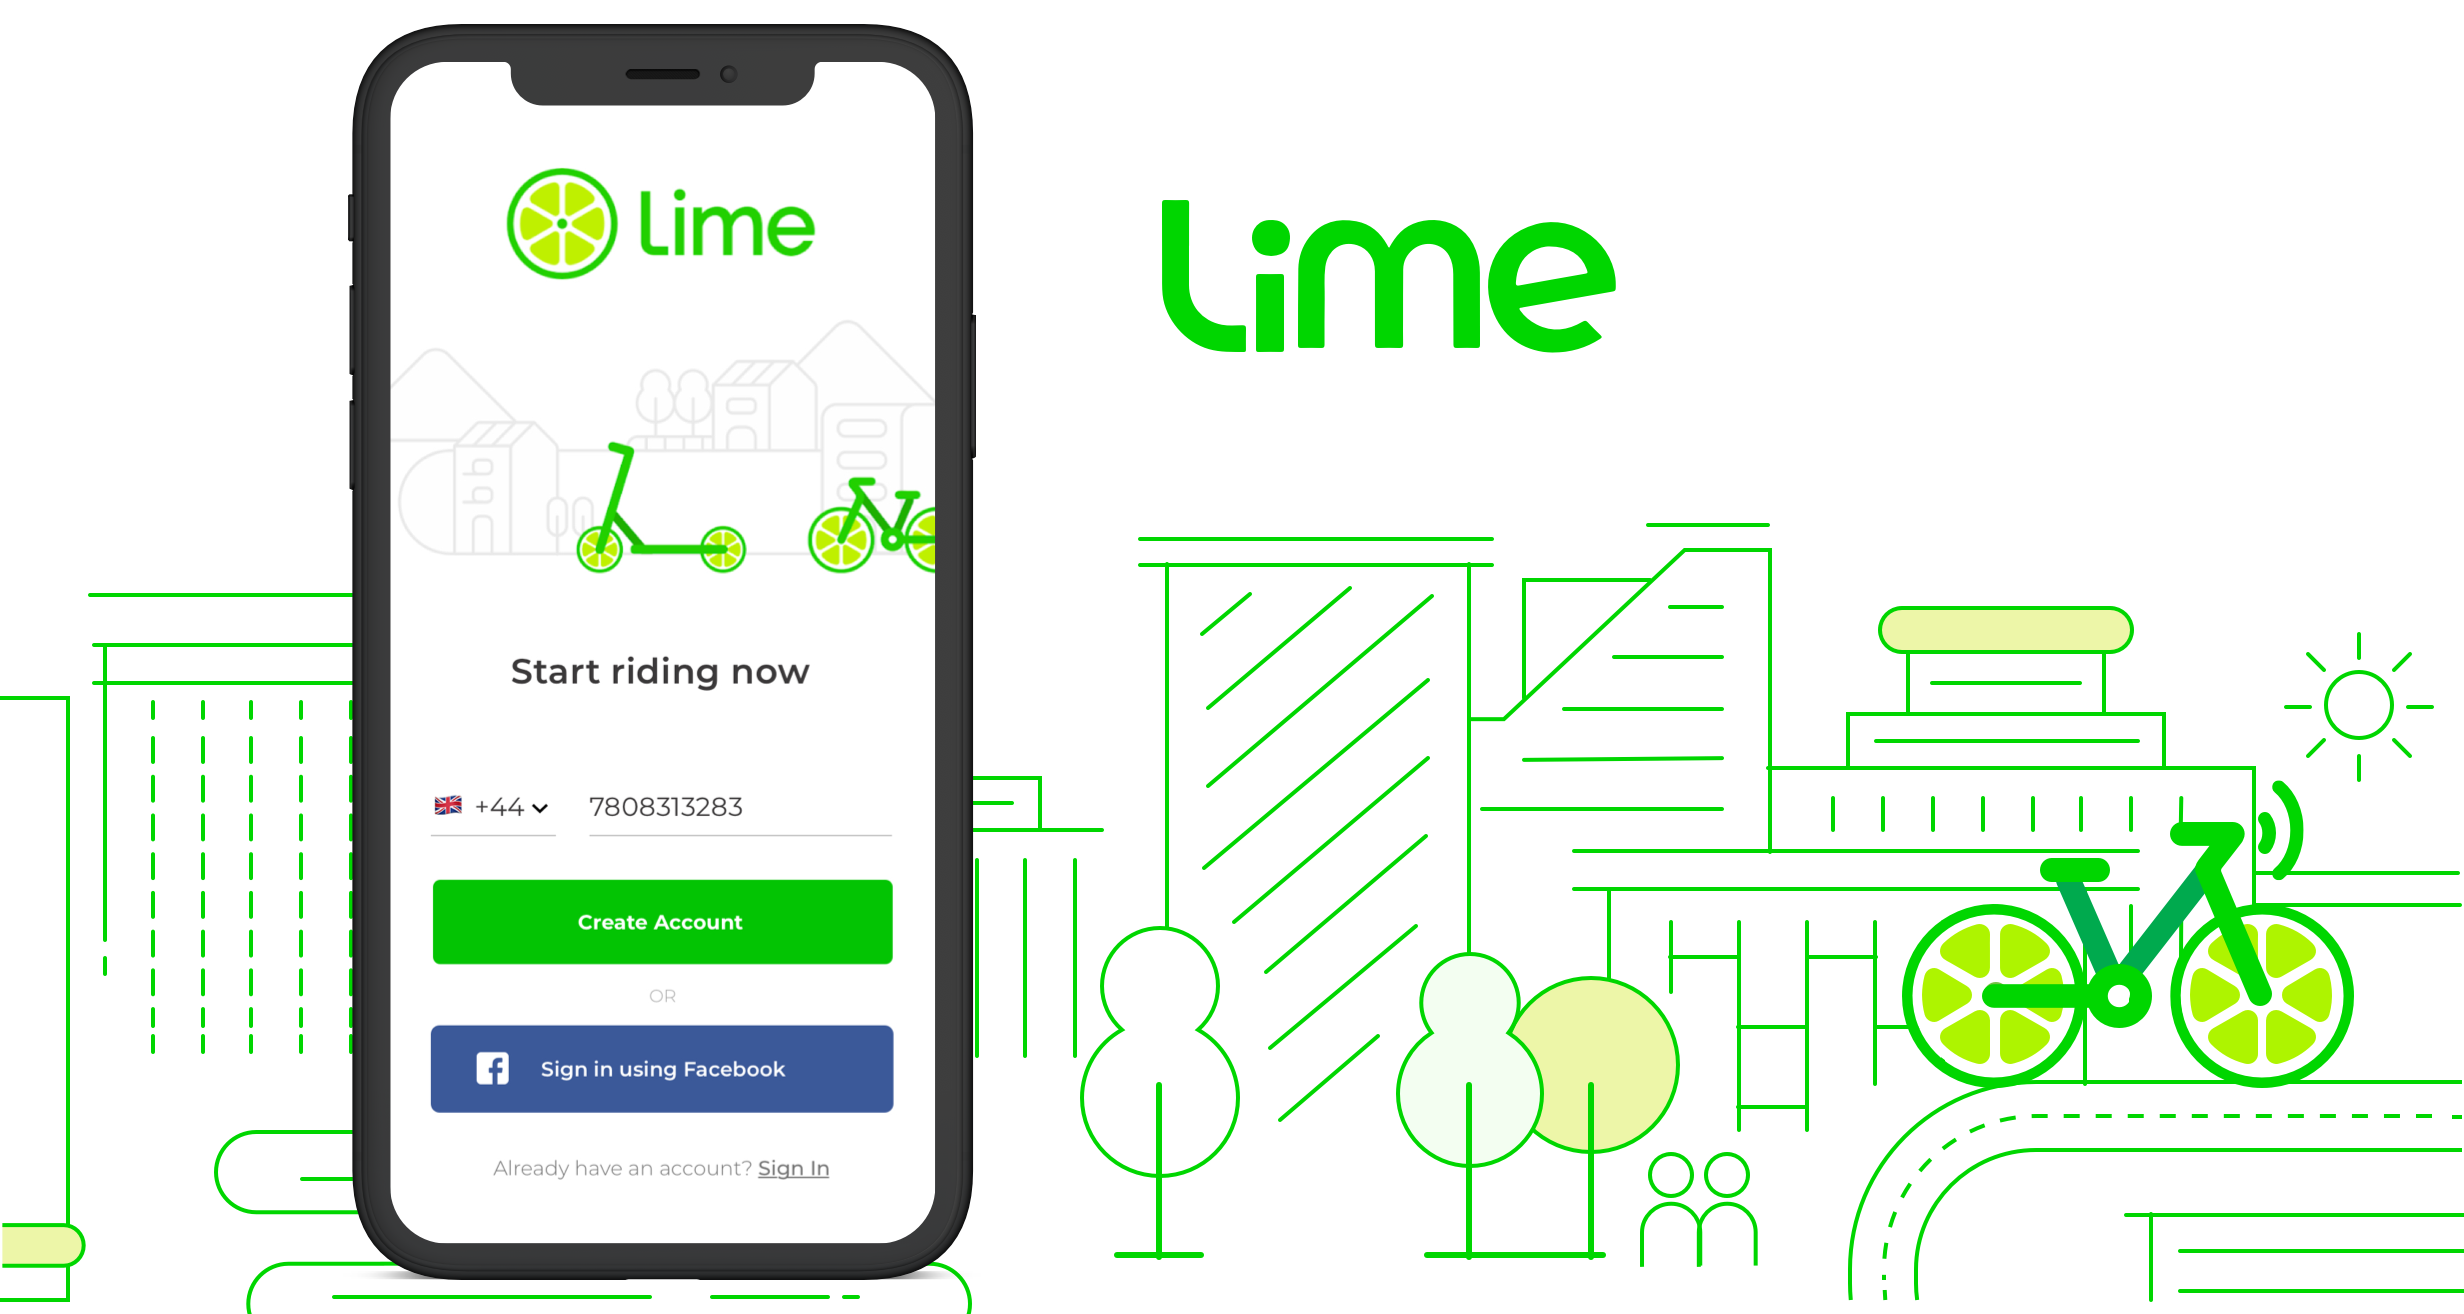 Lime
Lime
Start riding now
+44 7808313283
Create Account
OR
Sign in using Facebook
Already have an account? Sign In